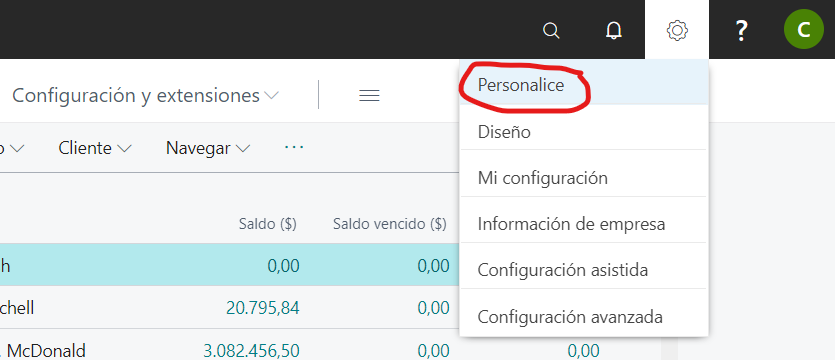 ? C
Configuración y extensiones
Personalice
Diseño
Mi configuración
Información de empresa
Configuración asistida
Configuración avanzada
o Cliente Navegar ...
Saldo ($) Saldo vencido ($)
h 0,00 0,00
chell 20.795,84 0,00
. McDonald 3.082.456,50 0,00 0,00